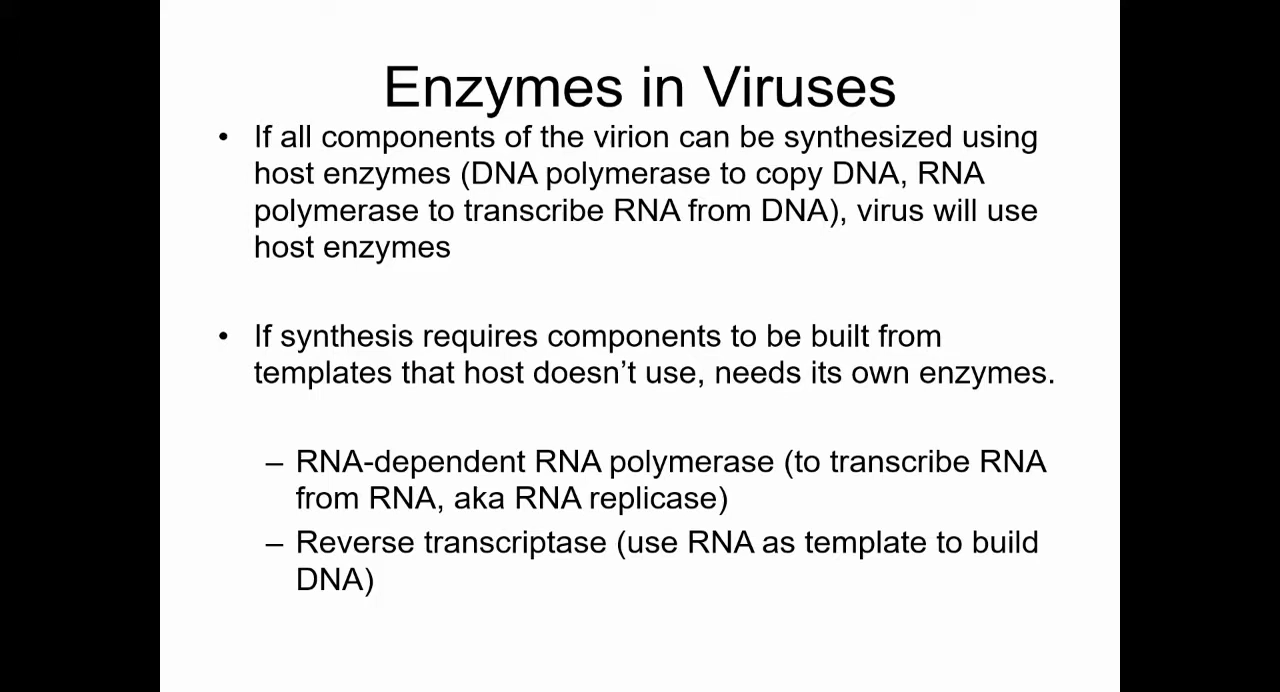 Enzymes in Viruses
• If all components of the virion can be synthesized using
host enzymes (DNA polymerase to copy DNA, RNA
polymerase to transcribe RNA from DNA), virus will use
host enzymes
• If synthesis requires components to be built from
templates that host doesn’t use, needs its own enzymes.
– RNA-dependent RNA polymerase (to transcribe RNA
from RNA, aka RNA replicase)
– Reverse transcriptase (use RNA as template to build
DNA)